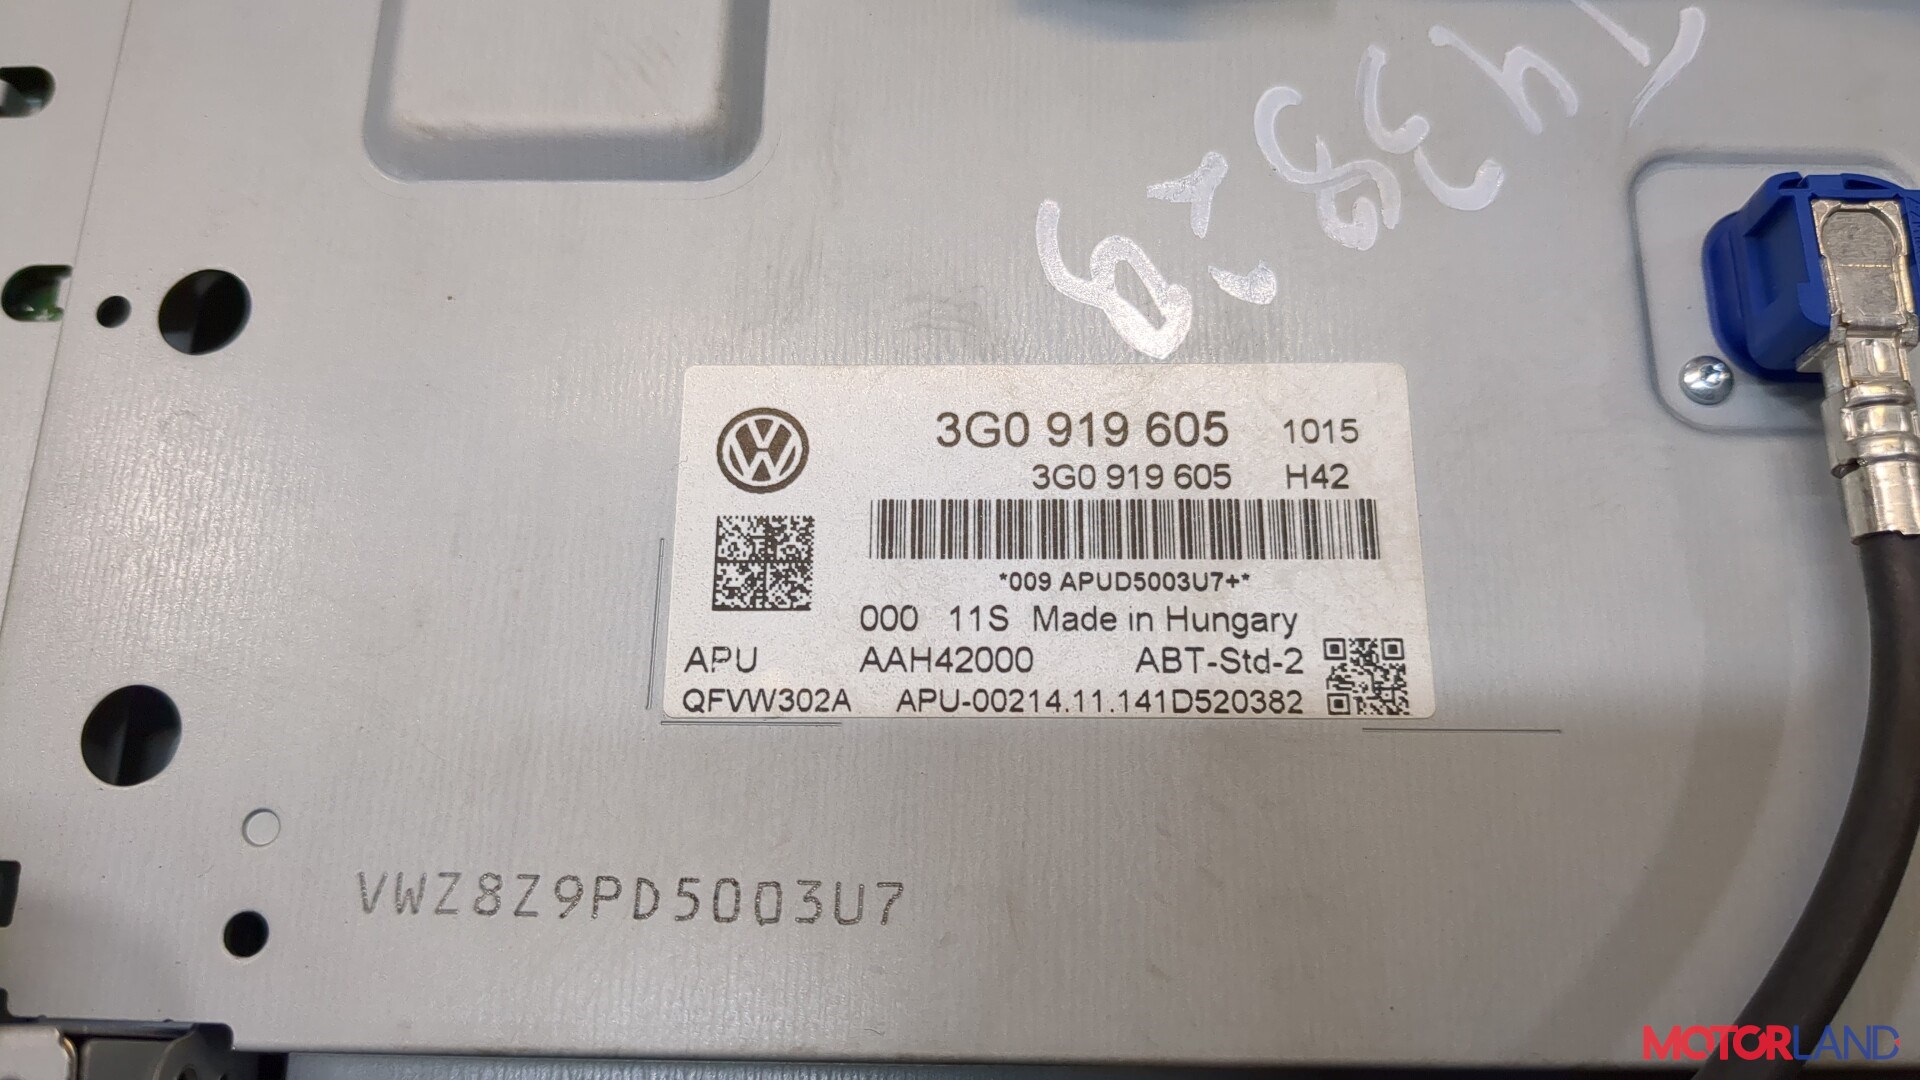 3G0 919 605 1015
3G0 919 605 H42
*009 APUD5003U7+*
000 11S Made in Hungary
APU AAH42000 ABT-Std-2
QFVW302A APU-00214.11.141D520382
VWZ8Z9PD5003U7
MOTORLAND